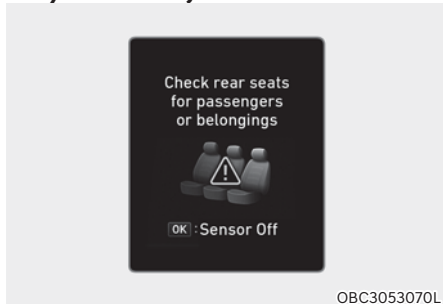 Check rear seats
for passengers
or belongings
OK : Sensor Off
OBC3053070L